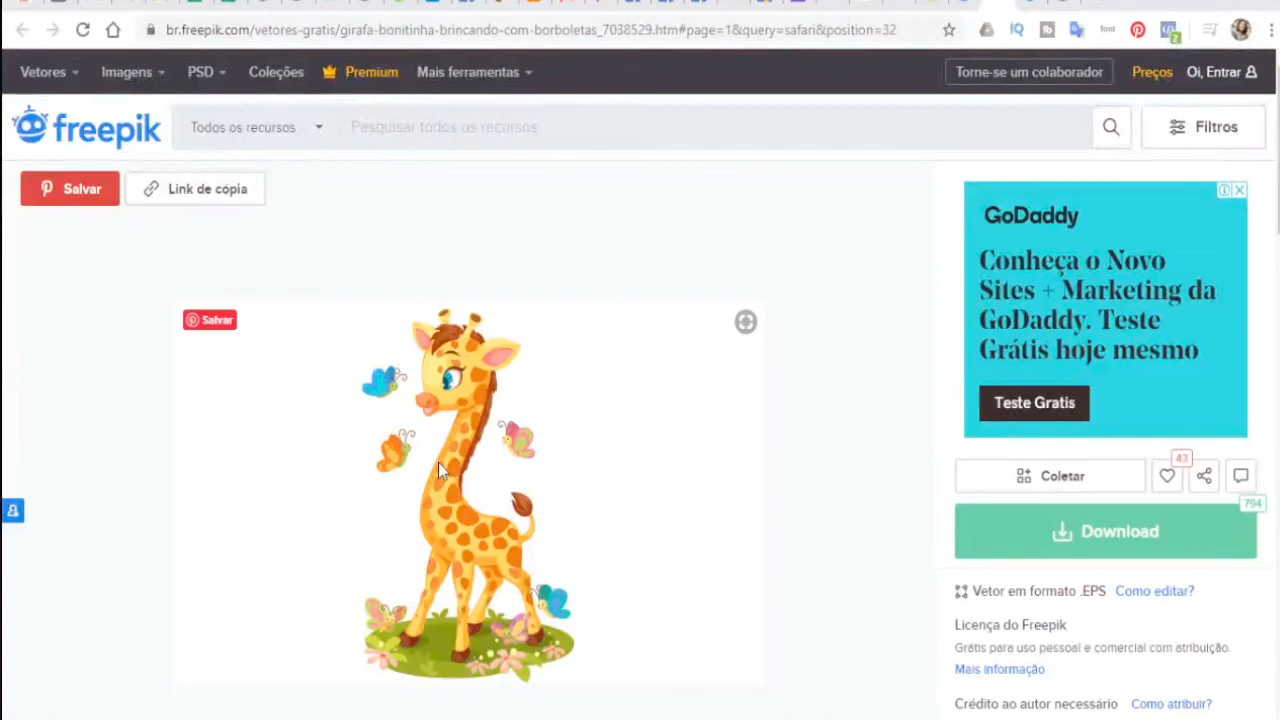 br.freepik.com/vetores-gratis/girafa-bonitinha-brincando-com-borboletas_7038529.htm#page=1&query=safari&position=32
Vetores Imagens PSD Coleções Premium Mais ferramentas Torne-se um colaborador Preços Oi, Entrar
freepik Todos os recursos Pesquisar todos os recursos Filtros
Salvar Link de cópia
Salvar
GoDaddy
Conheça o Novo
Sites + Marketing da
GoDaddy. Teste
Grátis hoje mesmo
Teste Gratis
43
Coletar
794
Download
Vetor em formato .EPS Como editar?
Licença do Freepik
Grátis para uso pessoal e comercial com atribuição.
Mais informação
Crédito ao autor necessário Como atribuir?